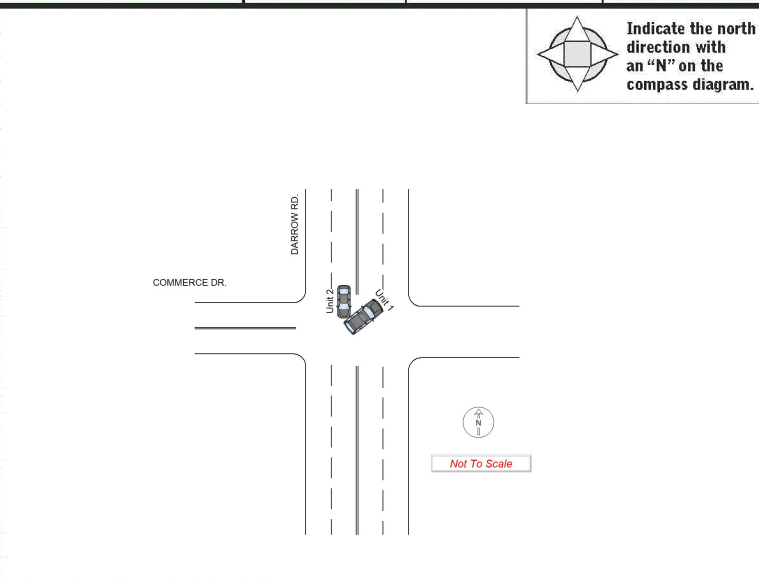 Indicate the north
direction with
an “N” on the
compass diagram.
DARROW RD.
COMMERCE DR.
Unit 2
Unit 1
N
Not To Scale